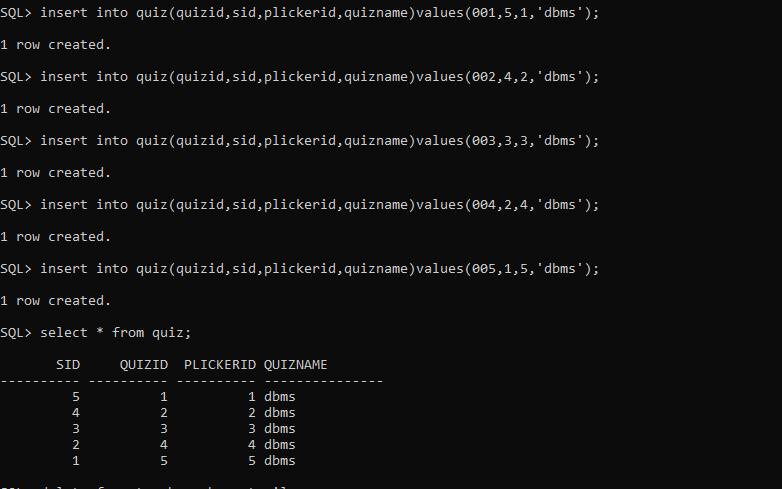 SQL> insert into quiz(quizid,sid,plickerid,quizname)values(001,5,1,'dbms');
1 row created.
SQL> insert into quiz(quizid,sid,plickerid,quizname)values(002,4,2,'dbms');
1 row created.
SQL> insert into quiz(quizid,sid,plickerid,quizname)values(003,3,3,'dbms');
1 row created.
SQL> insert into quiz(quizid,sid,plickerid,quizname)values(004,2,4,'dbms');
1 row created.
SQL> insert into quiz(quizid,sid,plickerid,quizname)values(005,1,5,'dbms');
1 row created.
SQL> select * from quiz;
SID QUIZID PLICKERID QUIZNAME
---------- ---------- ---------- ---------------
5 1 1 dbms
4 2 2 dbms
3 3 3 dbms
2 4 4 dbms
1 5 5 dbms